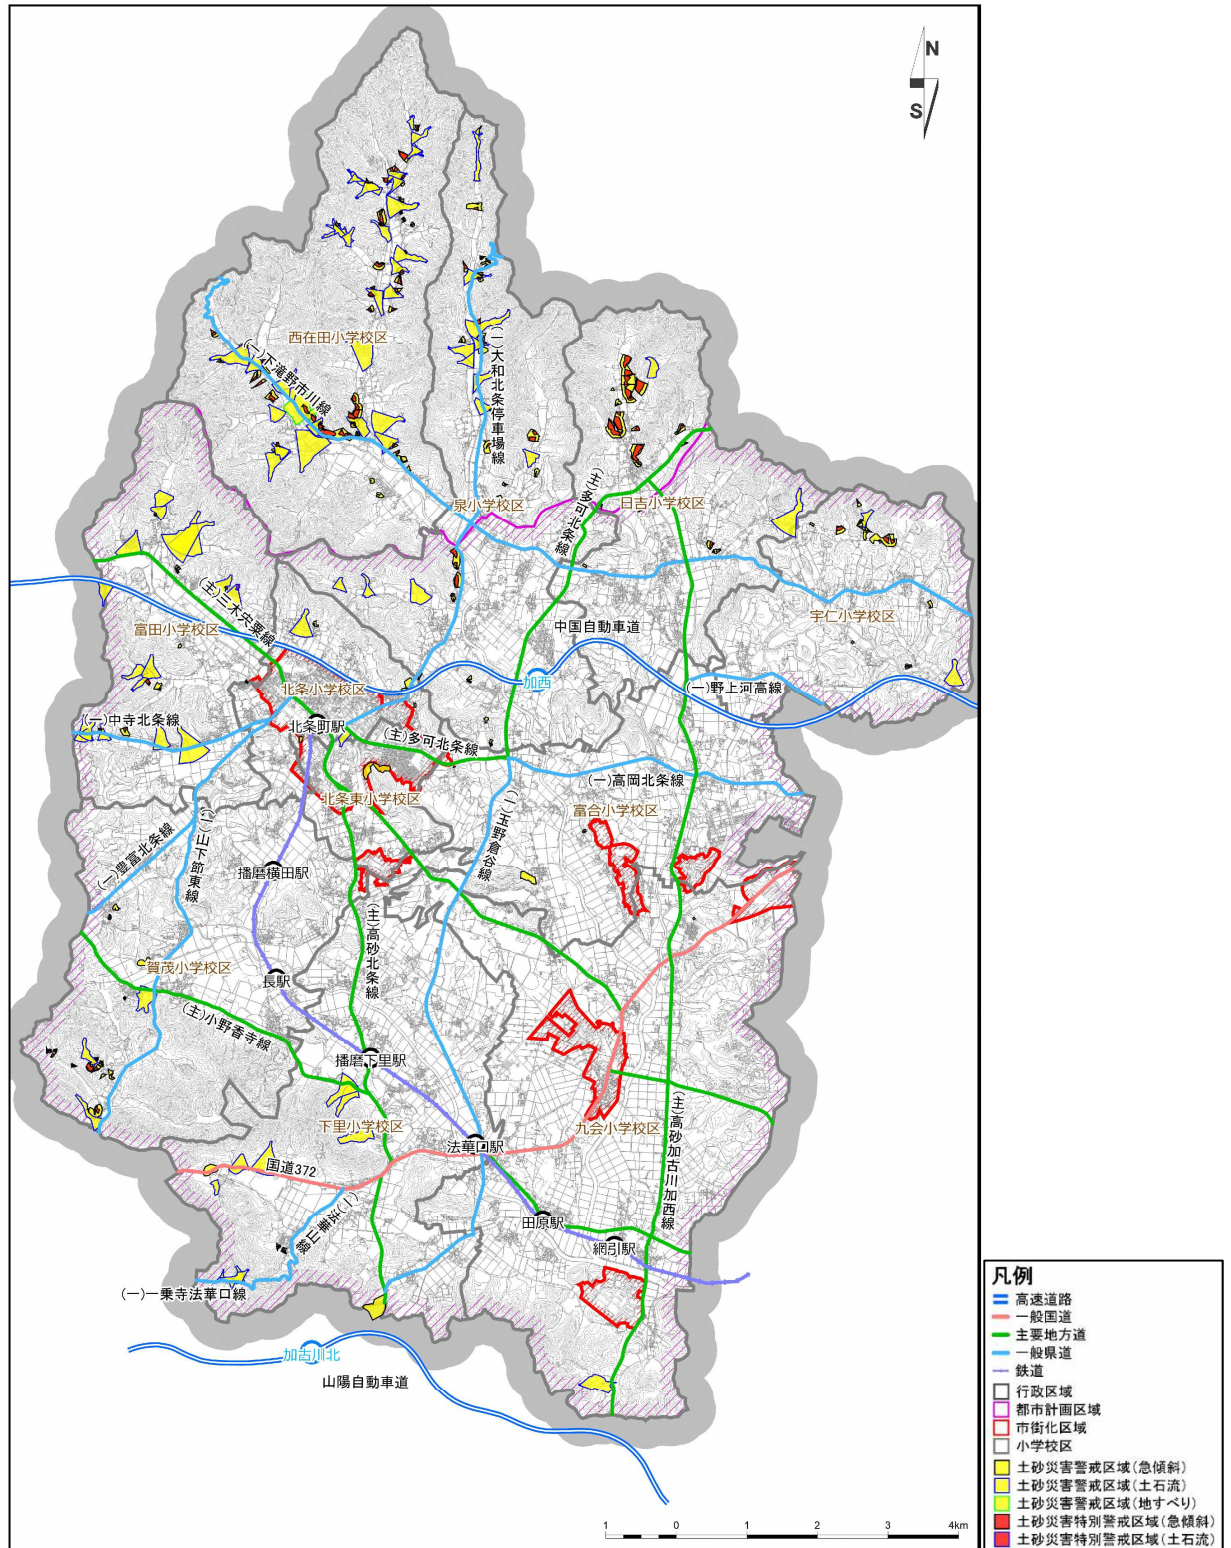 N
S
西在田小学校区
(一)下滝野市川線
(一)大和北条停車場線
泉小学校区
(主)多可北条線
日吉小学校区
宇仁小学校区
中国自動車道
加西
(一)野上河高線
(主)三木宍粟線
富田小学校区
北条小学校区
(一)中寺北条線
北条町駅
(主)多可北条線
(一)高岡北条線
北条東小学校区
富合小学校区
(一)玉野倉谷線
(一)豊富北条線
(一)山下節東線
播磨横田駅
(主)高砂北条線
賀茂小学校区
長駅
(主)小野香寺線
播磨下里駅
下里小学校区
法華口駅
九会小学校区
(主)高砂加古川加西線
国道372
(一)法華山線
田原駅
網引駅
(一)一乗寺法華口線
加古川北
山陽自動車道
1 0 1 2 3 4km
凡例
高速道路
一般国道
主要地方道
一般県道
鉄道
行政区域
都市計画区域
市街化区域
小学校区
土砂災害警戒区域(急傾斜)
土砂災害警戒区域(土石流)
土砂災害警戒区域(地すべり)
土砂災害特別警戒区域(急傾斜)
土砂災害特別警戒区域(土石流)